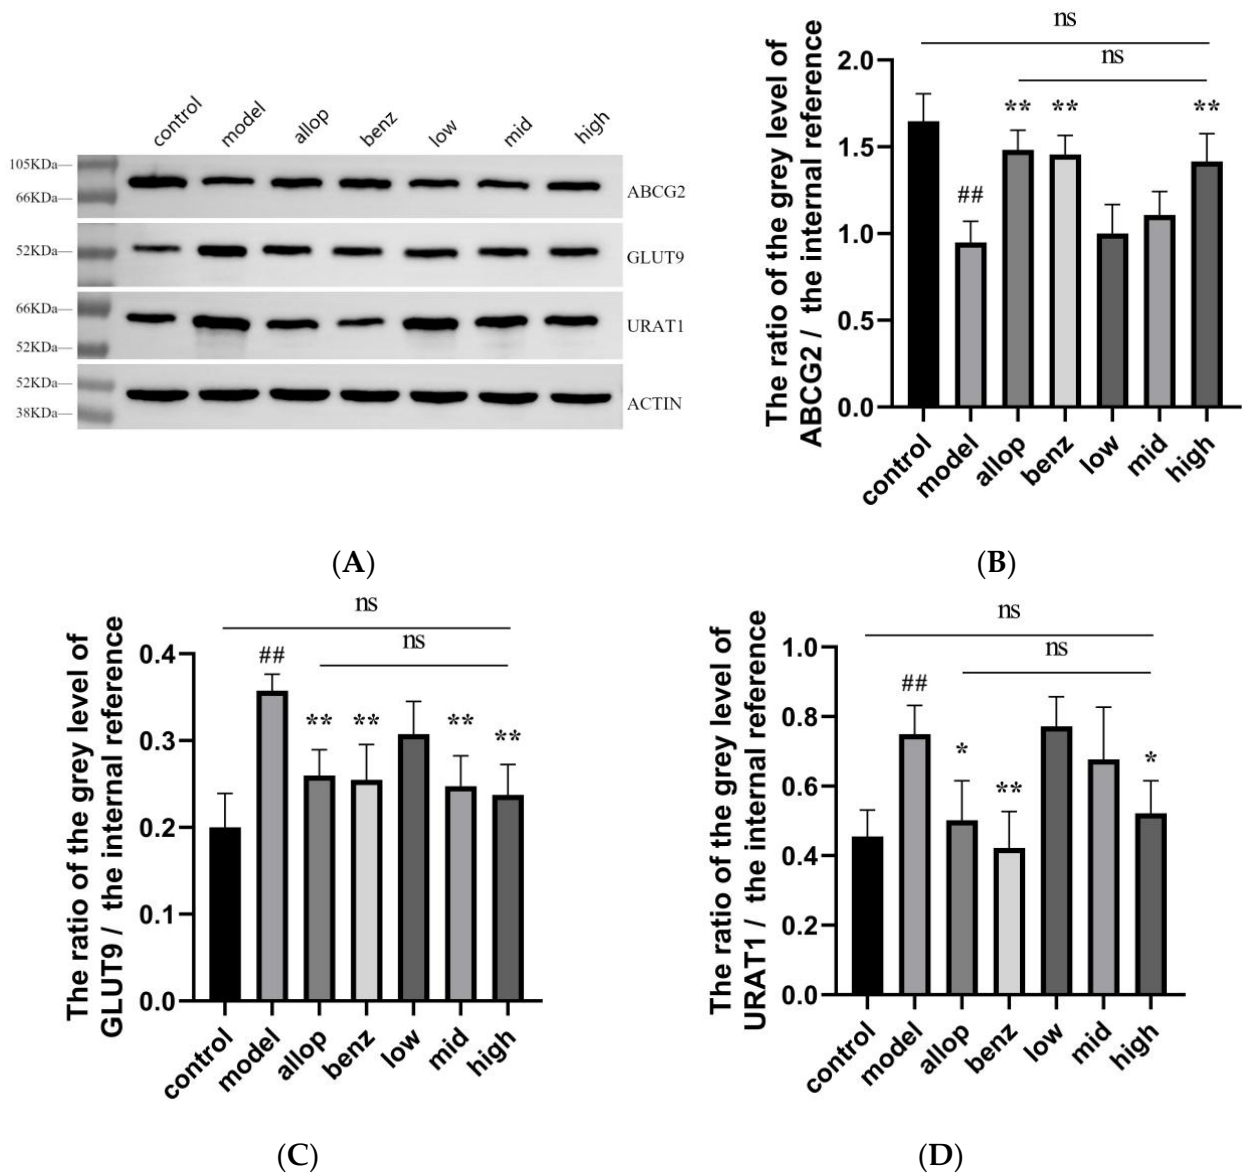 control model allop benz low mid high
105KDa
66KDa
ABCG2
52KDa
GLUT9
66KDa
52KDa
URAT1
52KDa
38KDa
ACTIN
(A)
The ratio of the grey level of
ABCG2 / the internal reference
ns
ns
2.0
1.5
1.0
0.5
0.0
** ** **
##
control model allop benz low mid high
(B)
The ratio of the grey level of
GLUT9 / the internal reference
ns
ns
0.4
0.3
0.2
0.1
0.0
##
** ** ** **
control model allop benz low mid high
(C)
The ratio of the grey level of
URAT1 / the internal reference
ns
ns
1.0
0.8
0.6
0.4
0.2
0.0
##
* ** *
control model allop benz low mid high
(D)